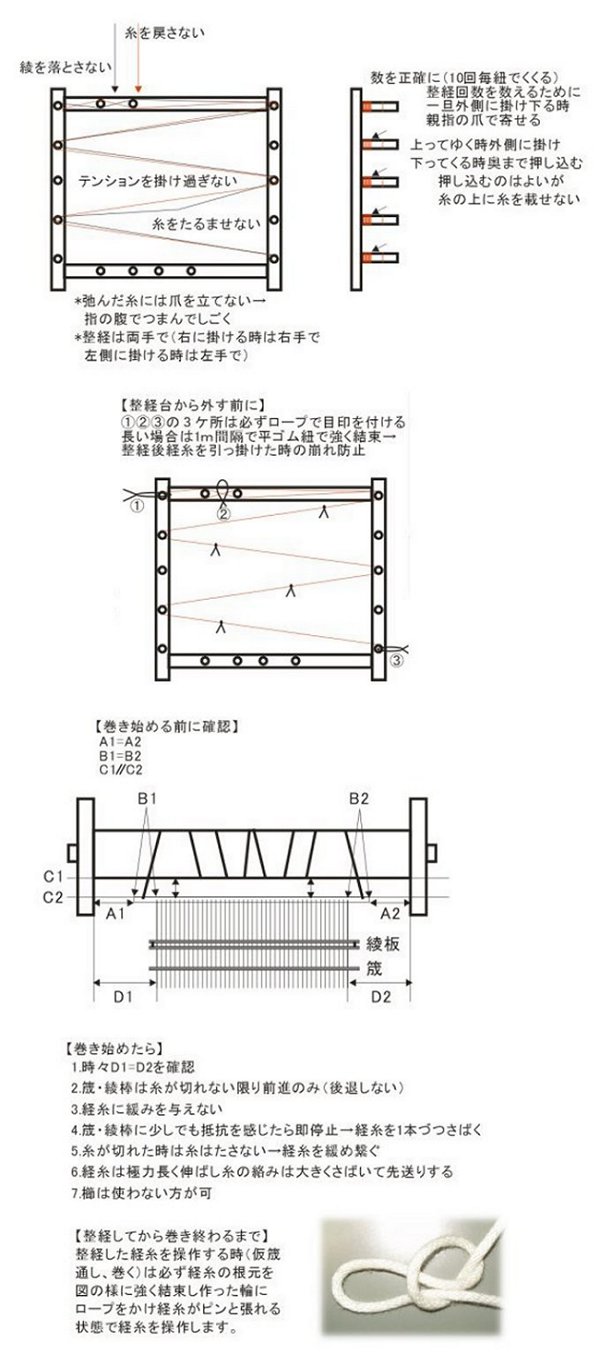 糸を戻さない
綾を落とさない
テンションを掛け過ぎない
糸をたるませない
数を正確に(10回毎紐でくくる)
整経回数を数えるために
一旦外側に掛け下る時
親指の爪で寄せる
上ってゆく時外側に掛け
下ってくる時奥まで押し込む
押し込むのはよいが
糸の上に糸を載せない
*弛んだ糸には爪を立てない→
指の腹でつまんでしごく
*整経は両手で(右に掛ける時は右手で
左側に掛ける時は左手で)
【整経台から外す前に】
①②③の3ケ所は必ずロープで目印を付ける
長い場合は1m間隔で平ゴム紐で強く結束→
整経後経糸を引っ掛けた時の崩れ防止
①
②
③
【巻き始める前に確認】
A1=A2
B1=B2
C1//C2
B1
B2
C1
C2
A1
A2
綾板
筬
D1
D2
【巻き始めたら】
1.時々D1=D2を確認
2.筬・綾棒は糸が切れない限り前進のみ(後退しない)
3.経糸に緩みを与えない
4.筬・綾棒に少しでも抵抗を感じたら即停止→経糸を1本づつさばく
5.糸が切れた時は糸はたさない→経糸を緩め繋ぐ
6.経糸は極力長く伸ばし糸の絡みは大きくさばいて先送りする
7.櫛は使わない方が可
【整経してから巻き終わるまで】
整経した経糸を操作する時(仮筬
通し、巻く)は必ず経糸の根元を
図の様に強く結束し作った輪に
ロープをかけ経糸がピンと張れる
状態で経糸を操作します。